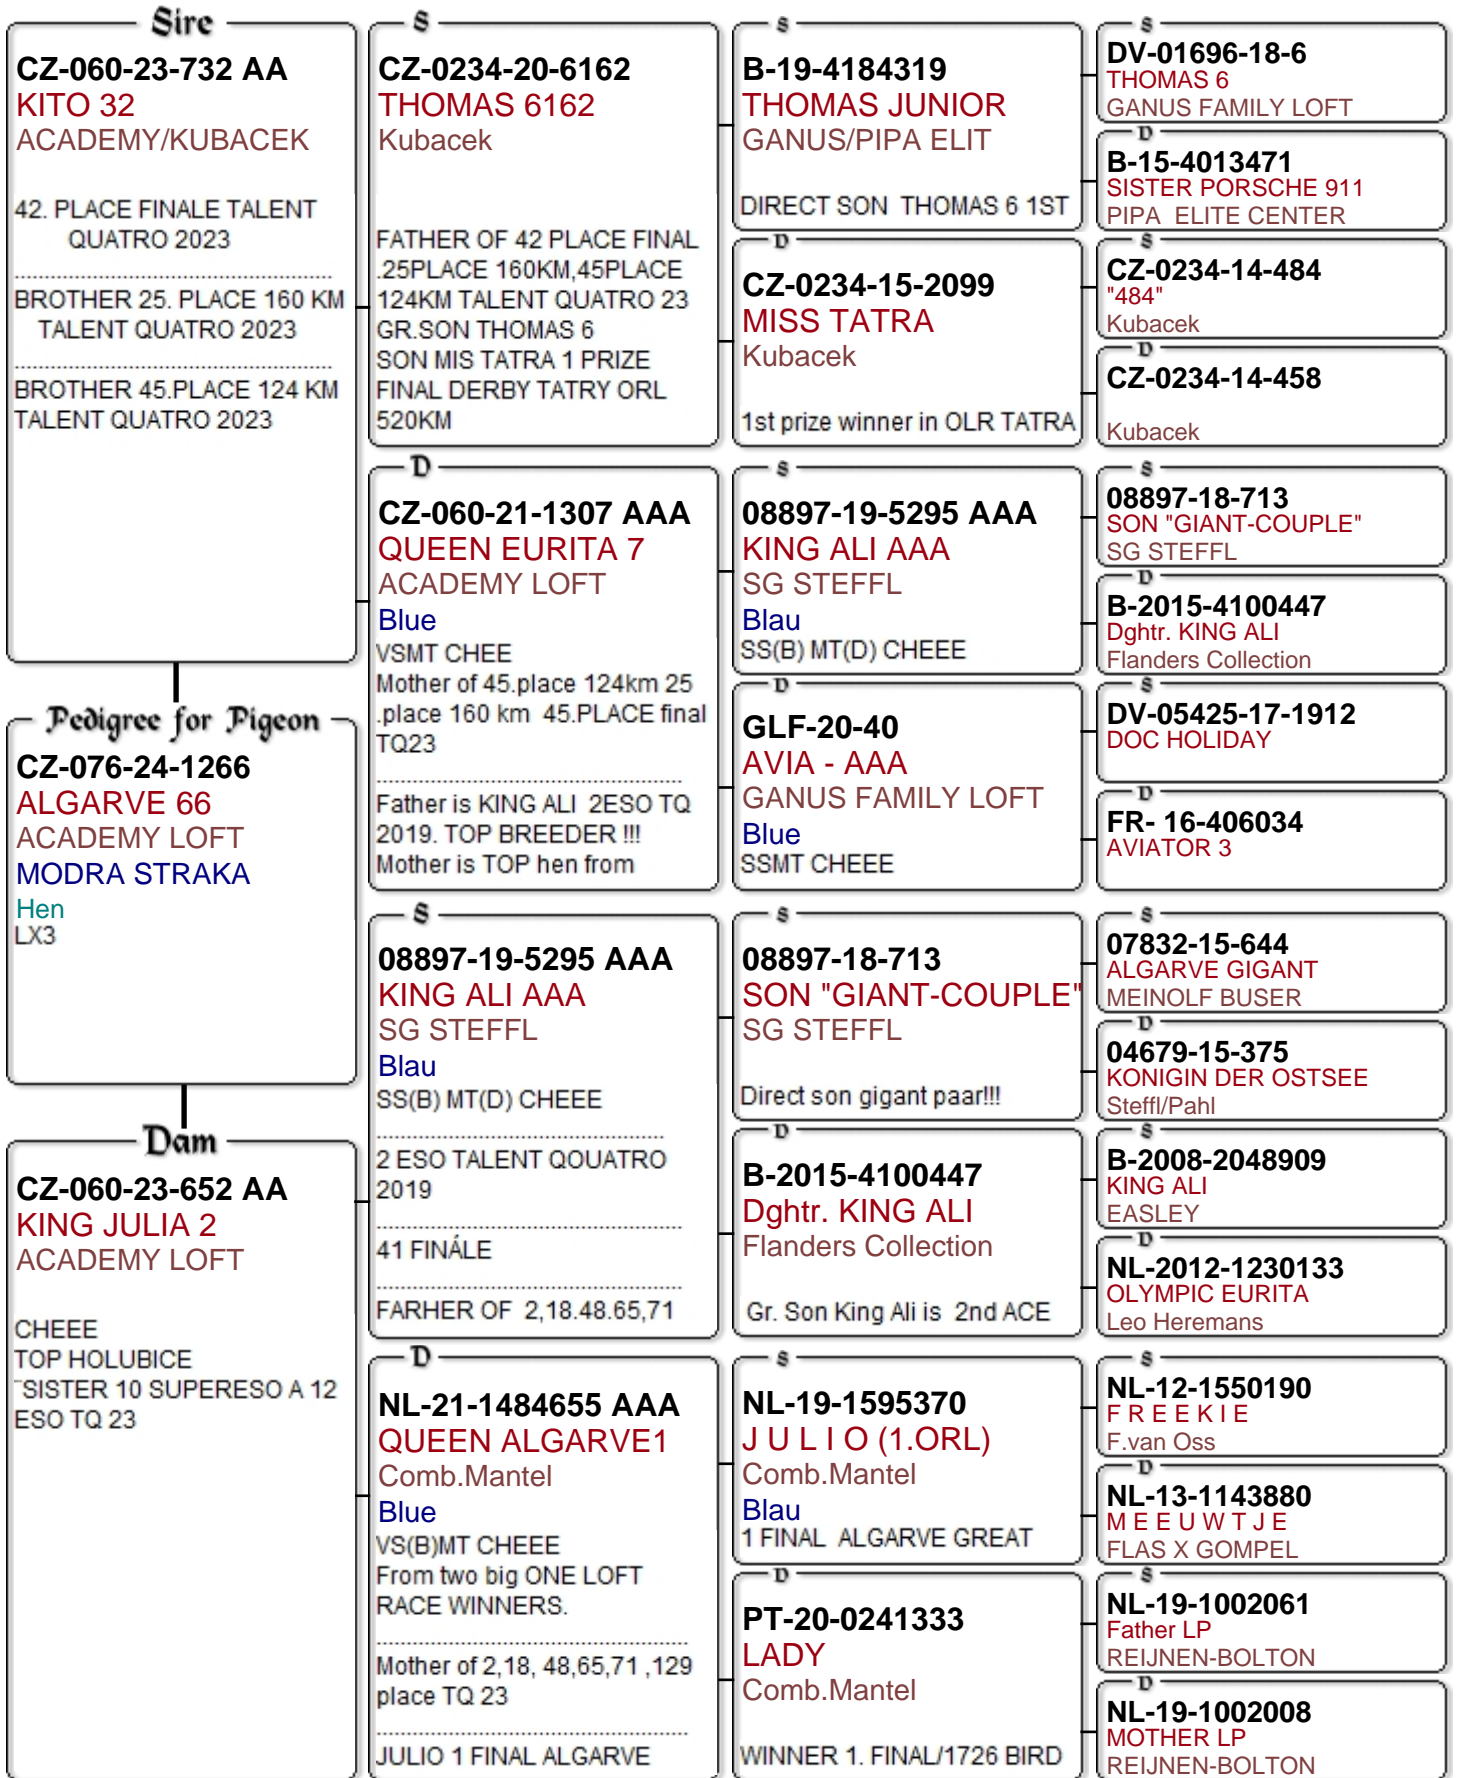 Sire
CZ-060-23-732 AA
KITO 32
ACADEMY/KUBACEK
42. PLACE FINALE TALENT
QUATRO 2023
BROTHER 25. PLACE 160 KM
TALENT QUATRO 2023
BROTHER 45.PLACE 124 KM
TALENT QUATRO 2023
Pedigree for Pigeon
CZ-076-24-1266
ALGARVE 66
ACADEMY LOFT
MODRA STRAKA
Hen
LX3
Dam
CZ-060-23-652 AA
KING JULIA 2
ACADEMY LOFT
CHEEE
TOP HOLUBICE
¨SISTER 10 SUPERESO A 12
ESO TQ 23
S
CZ-0234-20-6162
THOMAS 6162
Kubacek
FATHER OF 42 PLACE FINAL
.25PLACE 160KM,45PLACE
124KM TALENT QUATRO 23
GR.SON THOMAS 6
SON MIS TATRA 1 PRIZE
FINAL DERBY TATRY ORL
520KM
D
CZ-060-21-1307 AAA
QUEEN EURITA 7
ACADEMY LOFT
Blue
VSMT CHEE
Mother of 45.place 124km 25
.place 160 km  45.PLACE final
TQ23
Father is KING ALI  2ESO TQ
2019. TOP BREEDER !!!
Mother is TOP hen from
S
08897-19-5295 AAA
KING ALI AAA
SG STEFFL
Blau
SS(B) MT(D) CHEEE
2 ESO TALENT QOUATRO
2019
41 FINÁLE
FARHER OF  2,18.48.65,71
D
NL-21-1484655 AAA
QUEEN ALGARVE1
Comb.Mantel
Blue
VS(B)MT CHEEE
From two big ONE LOFT
RACE WINNERS.
Mother of 2,18, 48,65,71 ,129
place TQ 23
JULIO 1 FINAL ALGARVE
S
B-19-4184319
THOMAS JUNIOR
GANUS/PIPA ELIT
DIRECT SON  THOMAS 6 1ST
D
CZ-0234-15-2099
MISS TATRA
Kubacek
1st prize winner in OLR TATRA
S
08897-19-5295 AAA
KING ALI AAA
SG STEFFL
Blau
SS(B) MT(D) CHEEE
D
GLF-20-40
AVIA - AAA
GANUS FAMILY LOFT
Blue
SSMT CHEEE
S
08897-18-713
SON "GIANT-COUPLE"
SG STEFFL
Direct son gigant paar!!!
D
B-2015-4100447
Dghtr. KING ALI
Flanders Collection
Gr. Son King Ali is  2nd ACE
S
NL-19-1595370
J U L I O (1.ORL)
Comb.Mantel
Blau
1 FINAL  ALGARVE GREAT
D
PT-20-0241333
LADY
Comb.Mantel
WINNER 1. FINAL/1726 BIRD
S
DV-01696-18-6
THOMAS 6
GANUS FAMILY LOFT
D
B-15-4013471
SISTER PORSCHE 911
PIPA  ELITE CENTER
S
CZ-0234-14-484
"484"
Kubacek
D
CZ-0234-14-458
Kubacek
S
08897-18-713
SON "GIANT-COUPLE"
SG STEFFL
D
B-2015-4100447
Dghtr. KING ALI
Flanders Collection
S
DV-05425-17-1912
DOC HOLIDAY
D
FR- 16-406034
AVIATOR 3
S
07832-15-644
ALGARVE GIGANT
MEINOLF BUSER
D
04679-15-375
KONIGIN DER OSTSEE
Steffl/Pahl
S
B-2008-2048909
KING ALI
EASLEY
D
NL-2012-1230133
OLYMPIC EURITA
Leo Heremans
S
NL-12-1550190
F R E E K I E
F.van Oss
D
NL-13-1143880
M E E U W T J E
FLAS X GOMPEL
S
NL-19-1002061
Father LP
REIJNEN-BOLTON
D
NL-19-1002008
MOTHER LP
REIJNEN-BOLTON